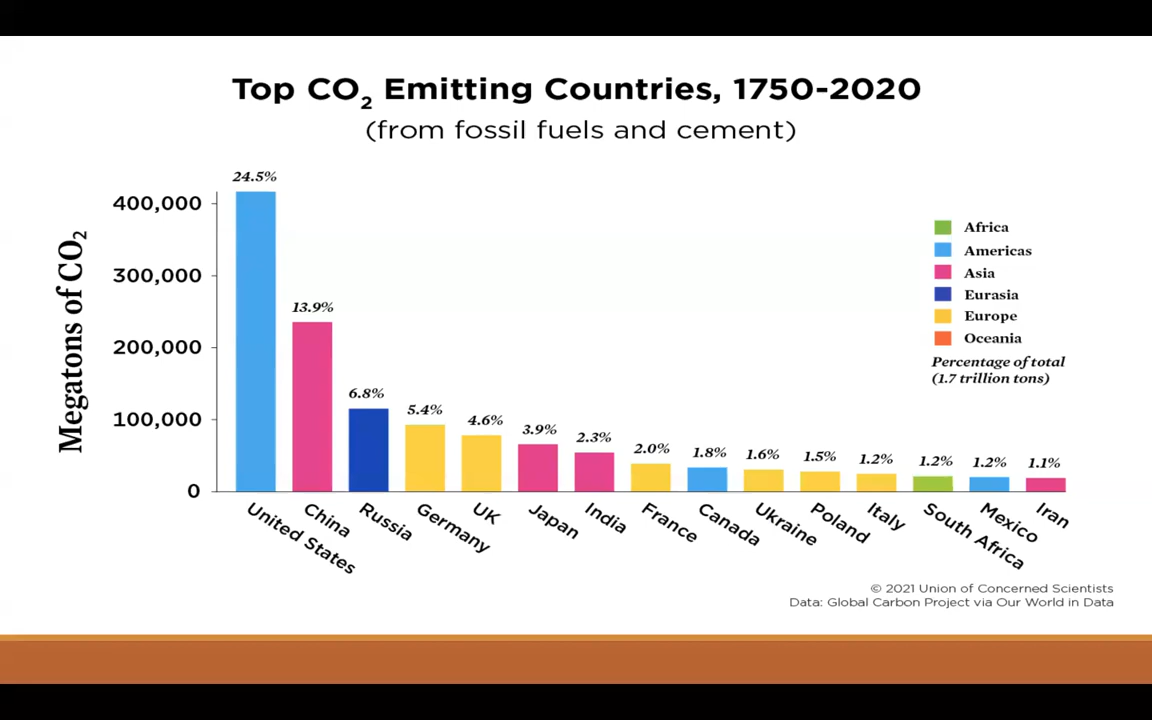 Top CO2 Emitting Countries, 1750-2020
(from fossil fuels and cement)
Megatons of CO2
400,000
300,000
200,000
100,000
0
24.5%
13.9%
6.8%
5.4%
4.6%
3.9%
2.3%
2.0%
1.8%
1.6%
1.5%
1.2%
1.2%
1.2%
1.1%
United States
China
Russia
Germany
UK
Japan
India
France
Canada
Ukraine
Poland
Italy
South Africa
Mexico
Iran
Africa
Americas
Asia
Eurasia
Europe
Oceania
Percentage of total
(1.7 trillion tons)
© 2021 Union of Concerned Scientists
Data: Global Carbon Project via Our World in Data